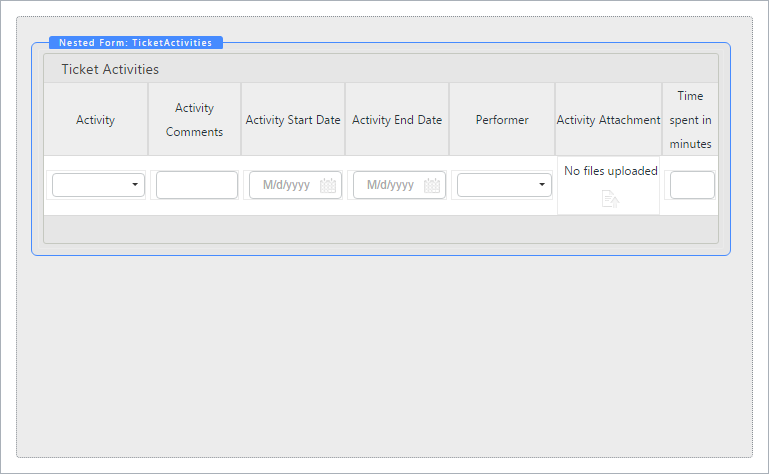 Nested Form: TicketActivities
Ticket Activities
Activity
Activity
Comments
Activity Start Date
Activity End Date
Performer
Activity Attachment
Time
spent in
minutes
M/d/yyyy
M/d/yyyy
No files uploaded